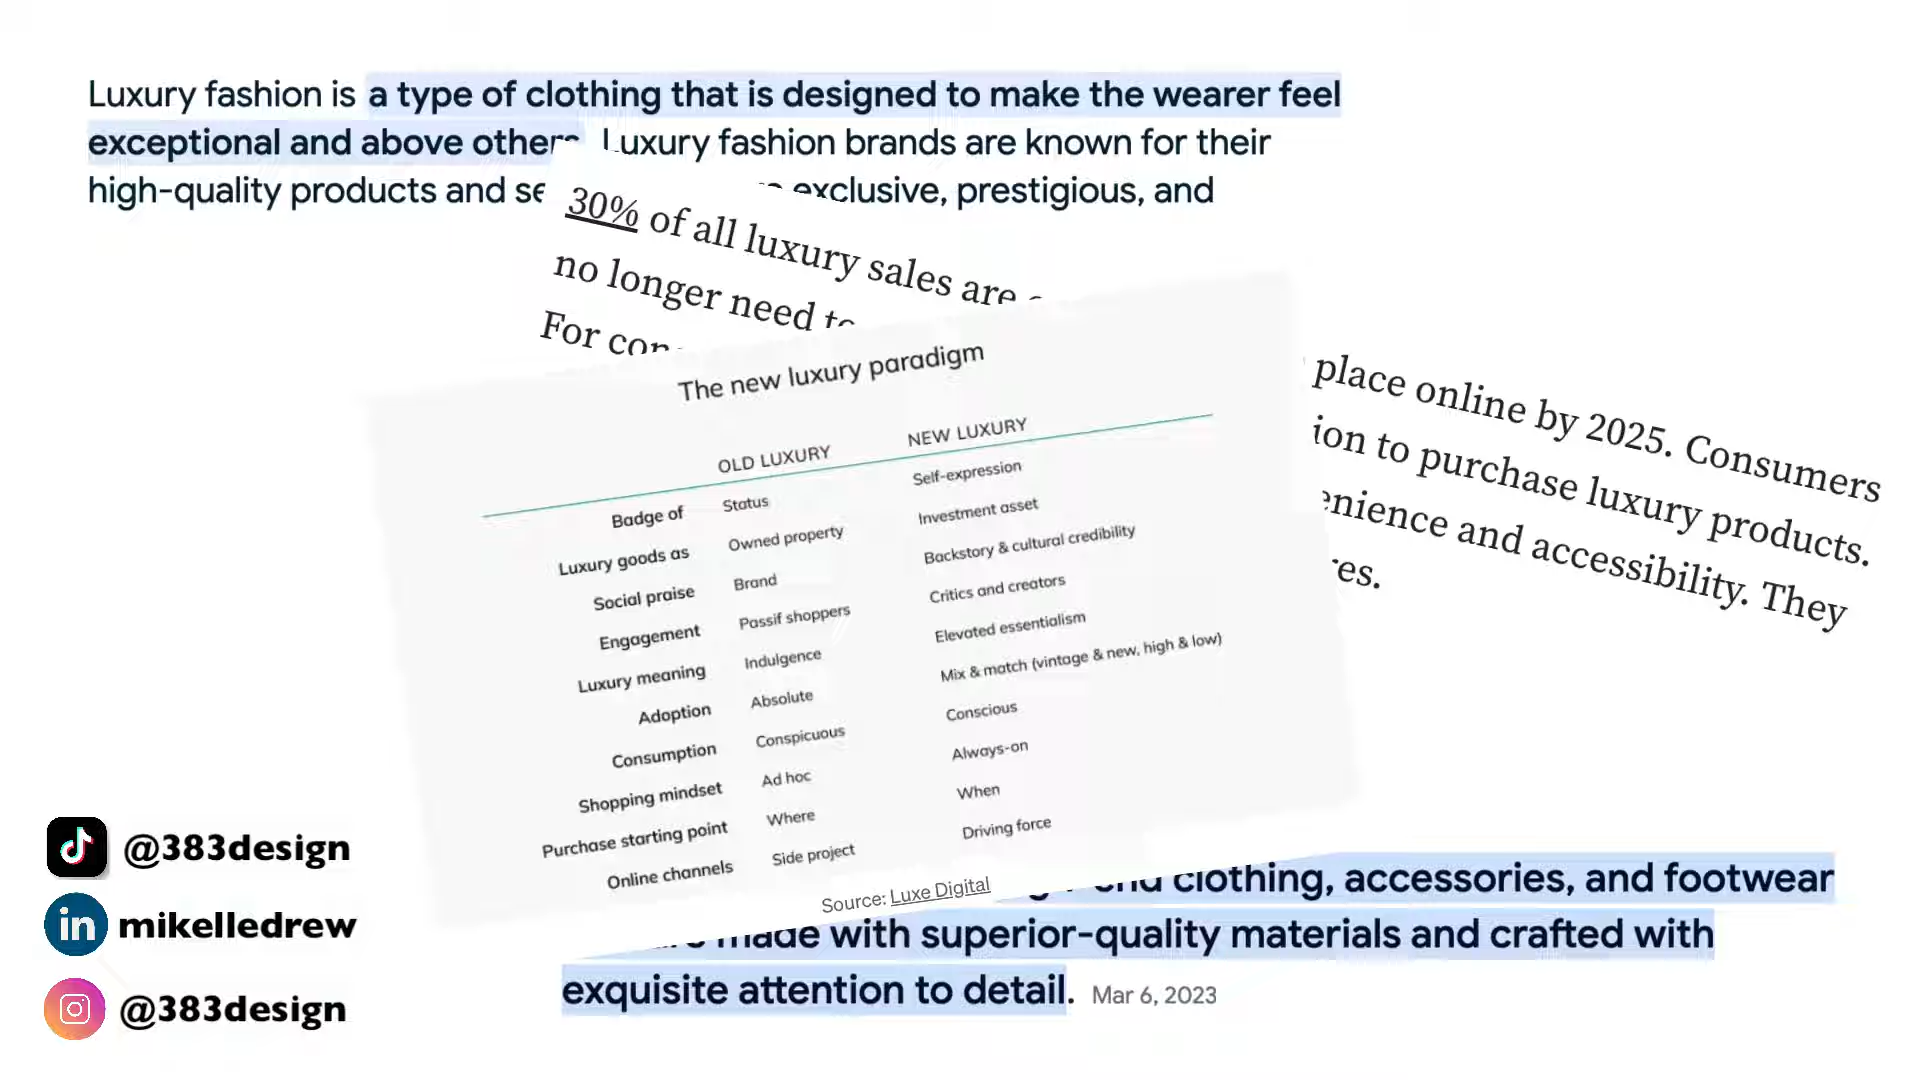 Luxury fashion is a type of clothing that is designed to make the wearer feel
exceptional and above others Luxury fashion brands are known for their
high-quality products and exclusive, prestigious, and
30% of all luxury sales are place online by 2025. Consumers
no longer need to purchase luxury products.
For and accessibility. They
The new luxury paradigm
OLD LUXURY NEW LUXURY
Badge of Status Self-expression
Luxury goods as Owned property Investment asset
Social praise Brand Backstory & cultural credibility
Engagement Passif shoppers Critics and creators
Luxury meaning Indulgence Elevated essentialism
Adoption Absolute Mix & match (vintage & new, high & low)
Consumption Conspicuous Conscious
Shopping mindset Ad hoc Always-on
Purchase starting point Where When
Online channels Side project Driving force
Source: Luxe Digital
clothing, accessories, and footwear
made with superior-quality materials and crafted with
exquisite attention to detail. Mar 6, 2023
@383design
in mikelledrew
@383design